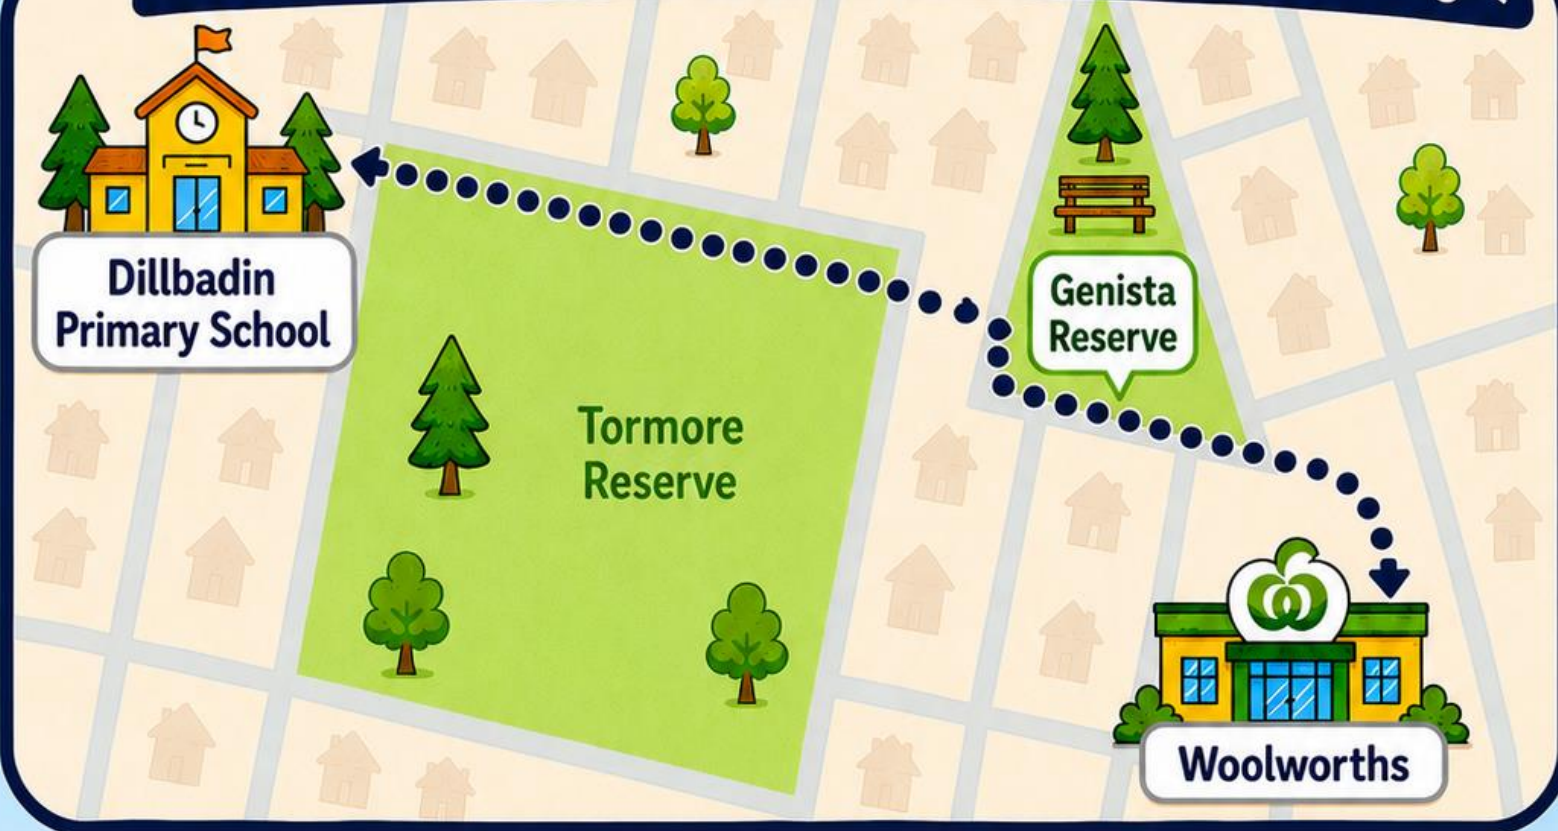 Dillbadin
Primary School
Genista
Reserve
Tormore
Reserve
Woolworths